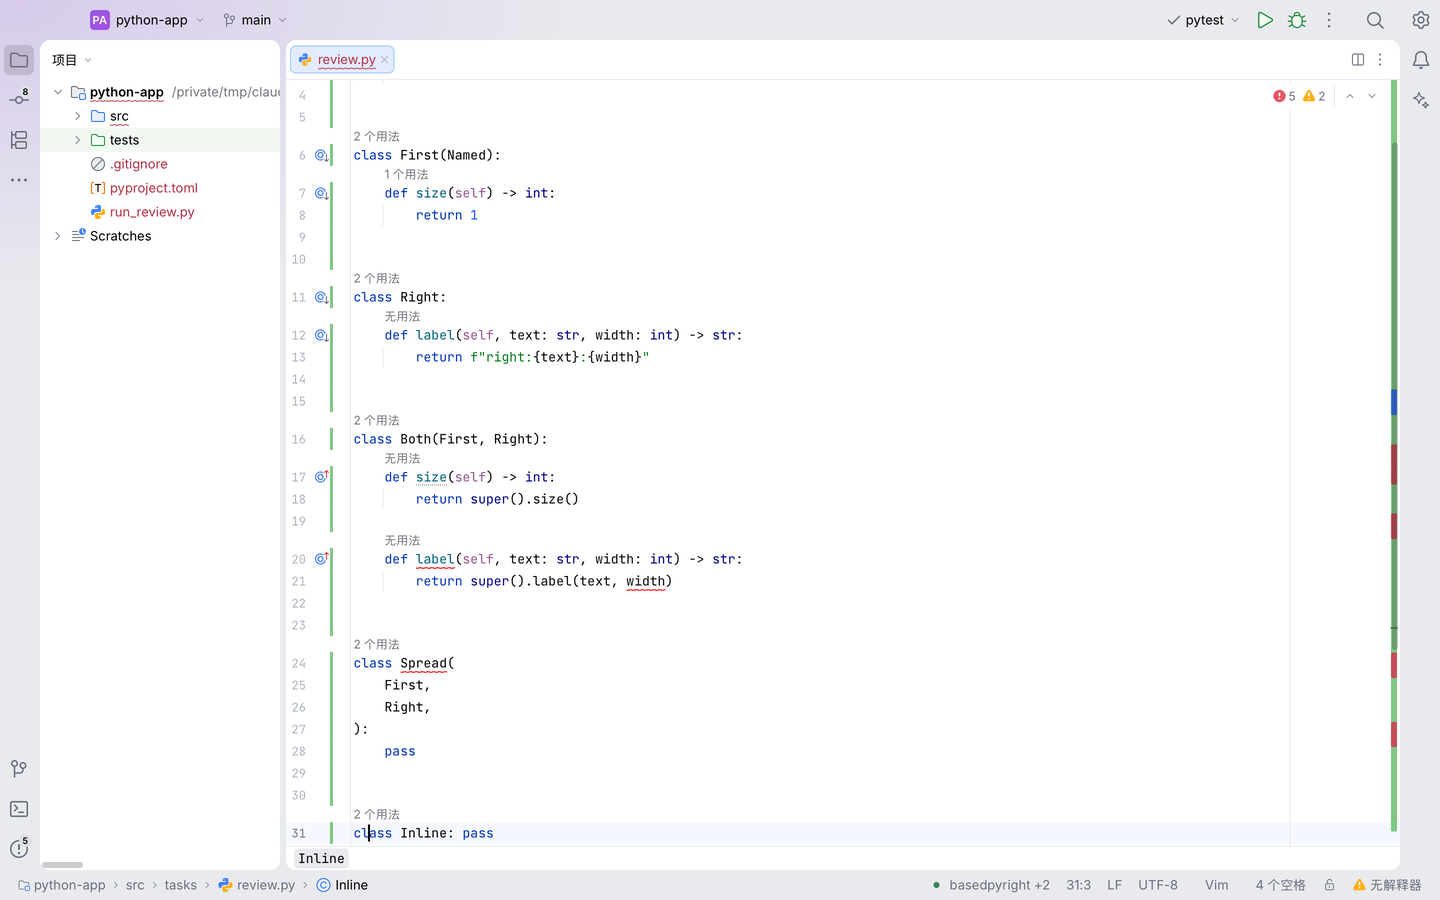 PA python-app main pytest
项目 review.py
python-app /private/tmp/clauc
src
tests
.gitignore
pyproject.toml
run_review.py
Scratches
8
5
5 2
4
5
2 个用法
6 class First(Named):
1 个用法
7 def size(self) -> int:
8 return 1
9
10
2 个用法
11 class Right:
无用法
12 def label(self, text: str, width: int) -> str:
13 return f"right:{text}:{width}"
14
15
2 个用法
16 class Both(First, Right):
无用法
17 def size(self) -> int:
18 return super().size()
19
无用法
20 def label(self, text: str, width: int) -> str:
21 return super().label(text, width)
22
23
2 个用法
24 class Spread(
25 First,
26 Right,
27 ):
28 pass
29
30
2 个用法
31 class Inline: pass
Inline
python-app src tasks review.py Inline basedpyright +2 31:3 LF UTF-8 Vim 4 个空格 无解释器